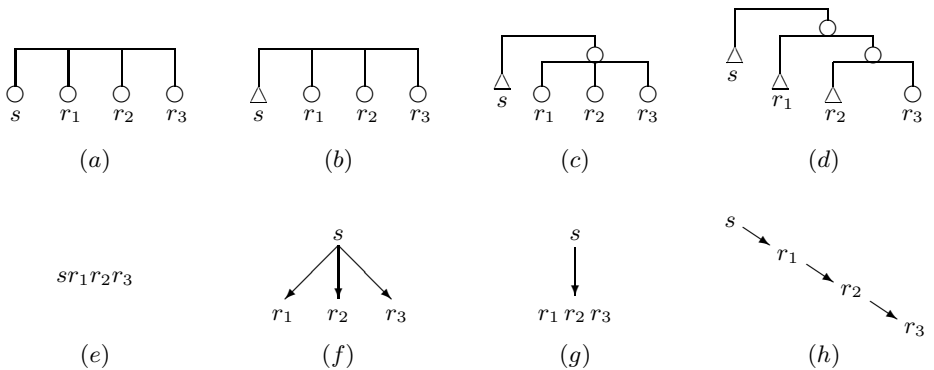 s r₁ r₂ r₃
(a)
s r₁ r₂ r₃
(b)
s r₁ r₂ r₃
(c)
s
r₁
r₂ r₃
(d)
sr₁r₂r₃
(e)
s
r₁ r₂ r₃
(f)
s
r₁ r₂ r₃
(g)
s
r₁
r₂
r₃
(h)